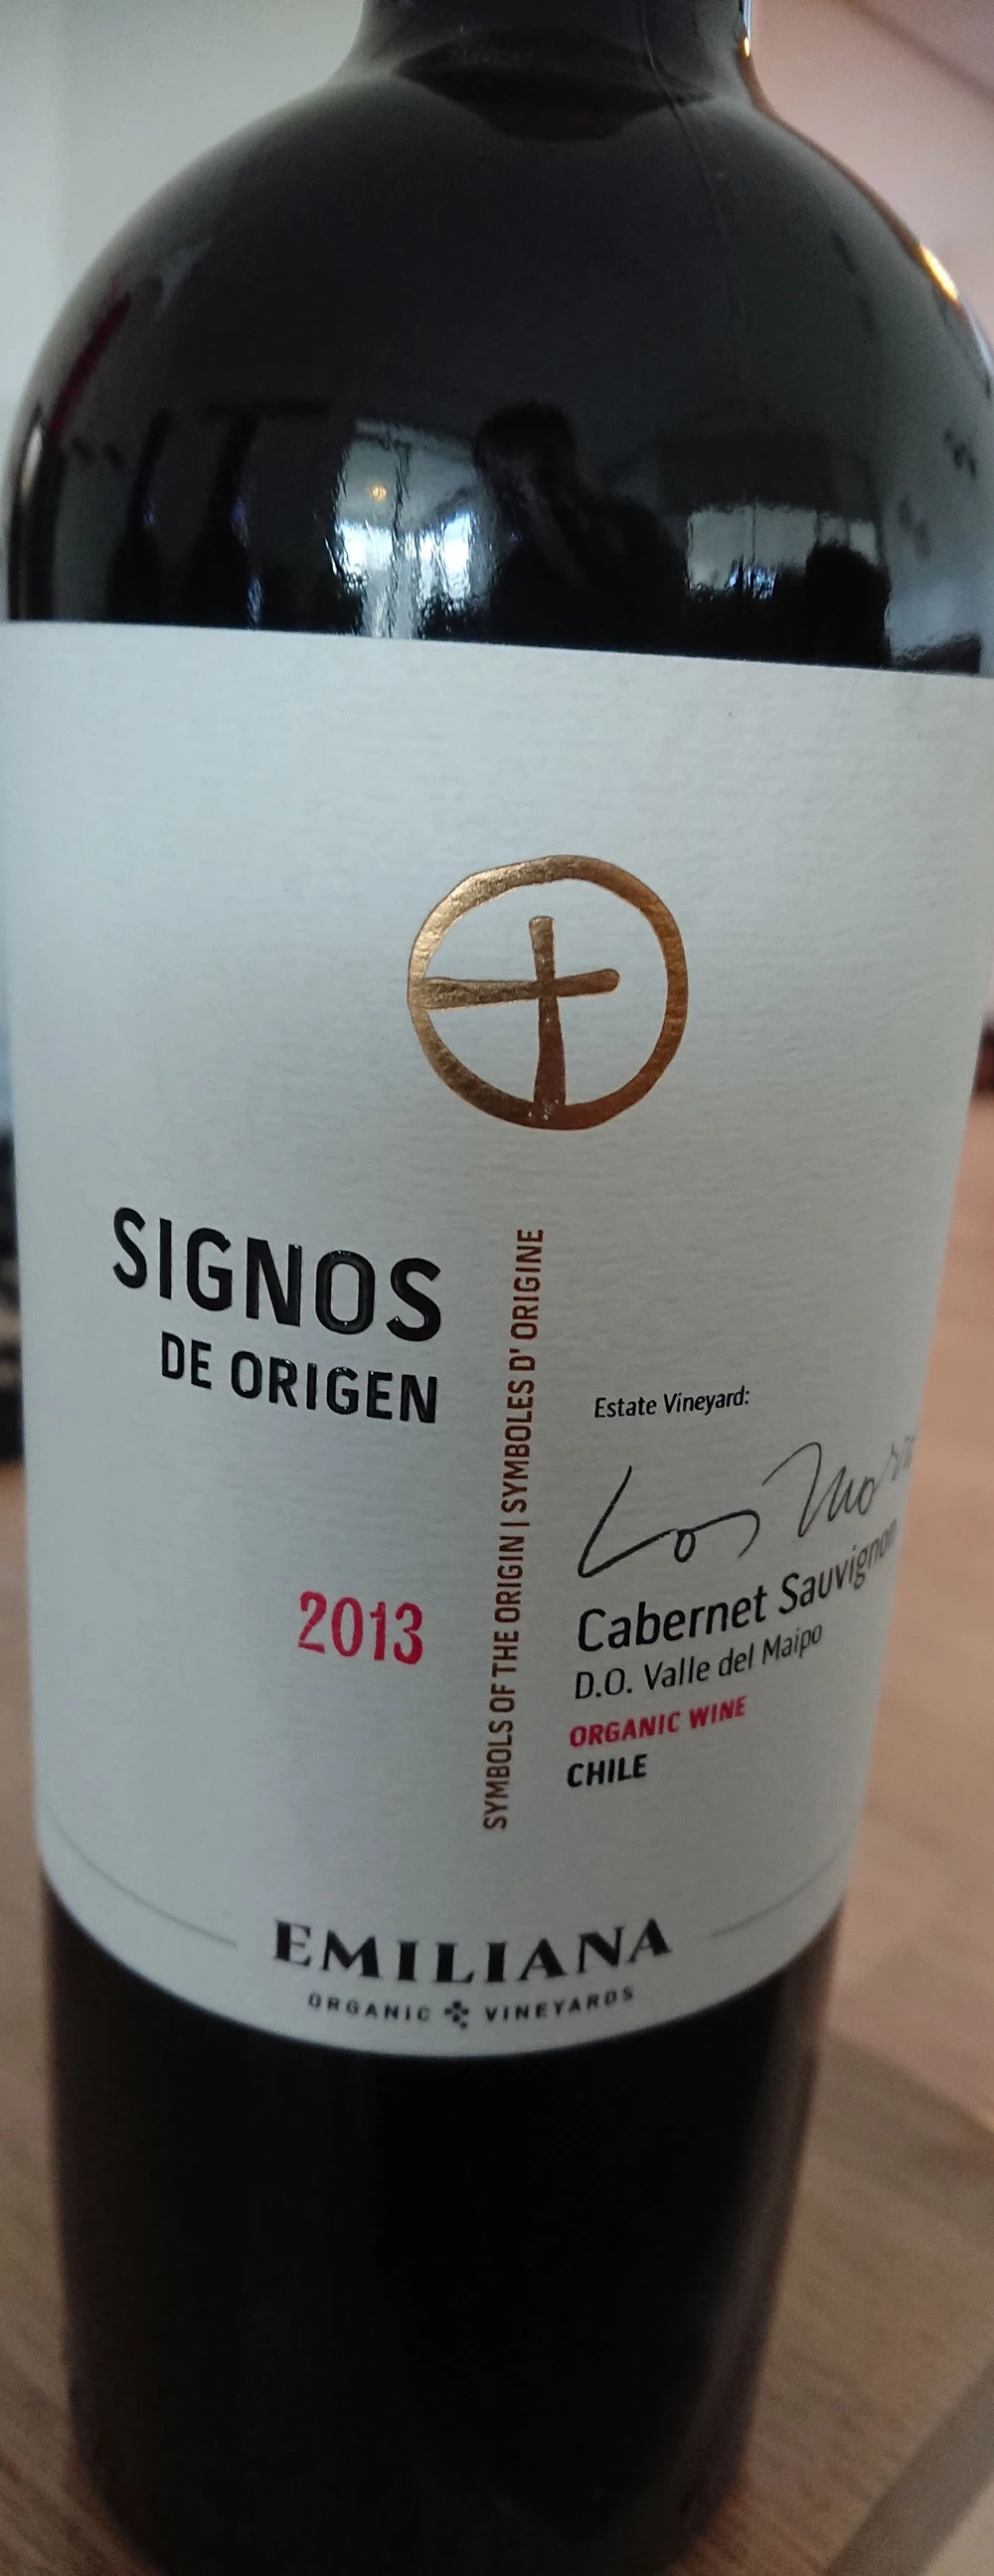 SIGNOS
DE ORIGEN
2013
SYMBOLS OF THE ORIGIN | SYMBOLES D' ORIGINE
Estate Vineyard:
Los
Cabernet Sauvignon
D.O. Valle del Maipo
ORGANIC WINE
CHILE
EMILIANA
ORGANIC VINEYARDS